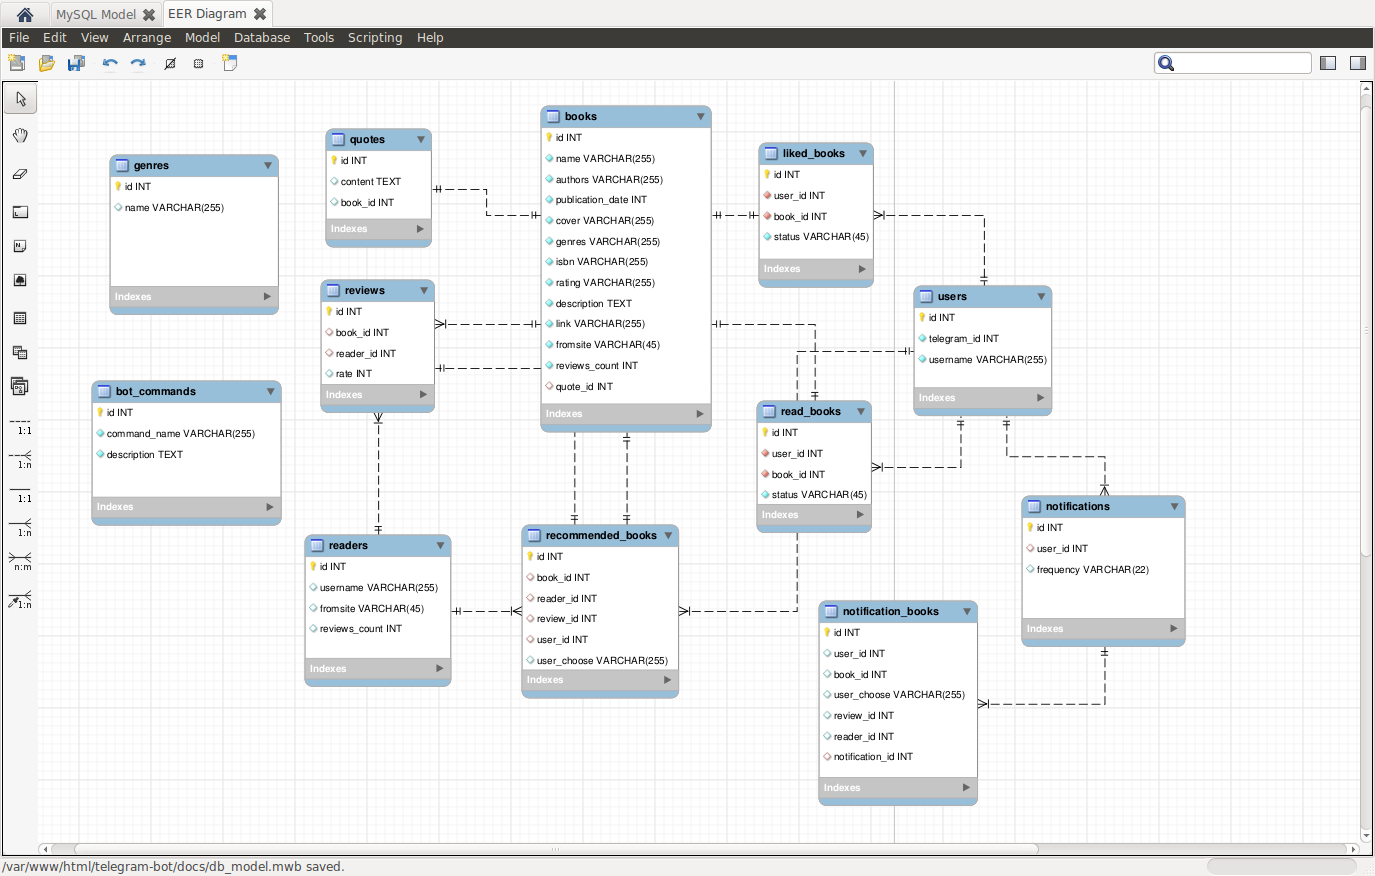 MySQL Model
EER Diagram
File Edit View Arrange Model Database Tools Scripting Help
genres
id INT
name VARCHAR(255)
Indexes
quotes
id INT
content TEXT
book_id INT
Indexes
books
id INT
name VARCHAR(255)
authors VARCHAR(255)
publication_date INT
cover VARCHAR(255)
genres VARCHAR(255)
isbn VARCHAR(255)
rating VARCHAR(255)
description TEXT
link VARCHAR(255)
fromsite VARCHAR(45)
reviews_count INT
quote_id INT
Indexes
liked_books
id INT
user_id INT
book_id INT
status VARCHAR(45)
Indexes
reviews
id INT
book_id INT
reader_id INT
rate INT
Indexes
users
id INT
telegram_id INT
username VARCHAR(255)
Indexes
bot_commands
id INT
command_name VARCHAR(255)
description TEXT
Indexes
read_books
id INT
user_id INT
book_id INT
status VARCHAR(45)
Indexes
notifications
id INT
user_id INT
frequency VARCHAR(22)
Indexes
readers
id INT
username VARCHAR(255)
fromsite VARCHAR(45)
reviews_count INT
Indexes
recommended_books
id INT
book_id INT
reader_id INT
review_id INT
user_id INT
user_choose VARCHAR(255)
Indexes
notification_books
id INT
user_id INT
book_id INT
user_choose VARCHAR(255)
review_id INT
reader_id INT
notification_id INT
Indexes
1:1
1:n
1:1
1:n
n:m
1:n
/var/www/html/telegram-bot/docs/db_model.mwb saved.